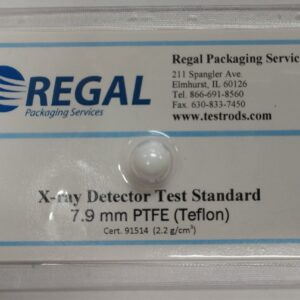 REGAL
Packaging Services
Regal Packaging Servic
211 Spangler Ave.
Elmhurst, IL 60126
Tel. 866-691-8560
Fax 630-833-7450
www.testrods.com
X-ray Detector Test Standard
7.9 mm PTFE (Teflon)
Cert. 91514 (2.2 g/cm³)